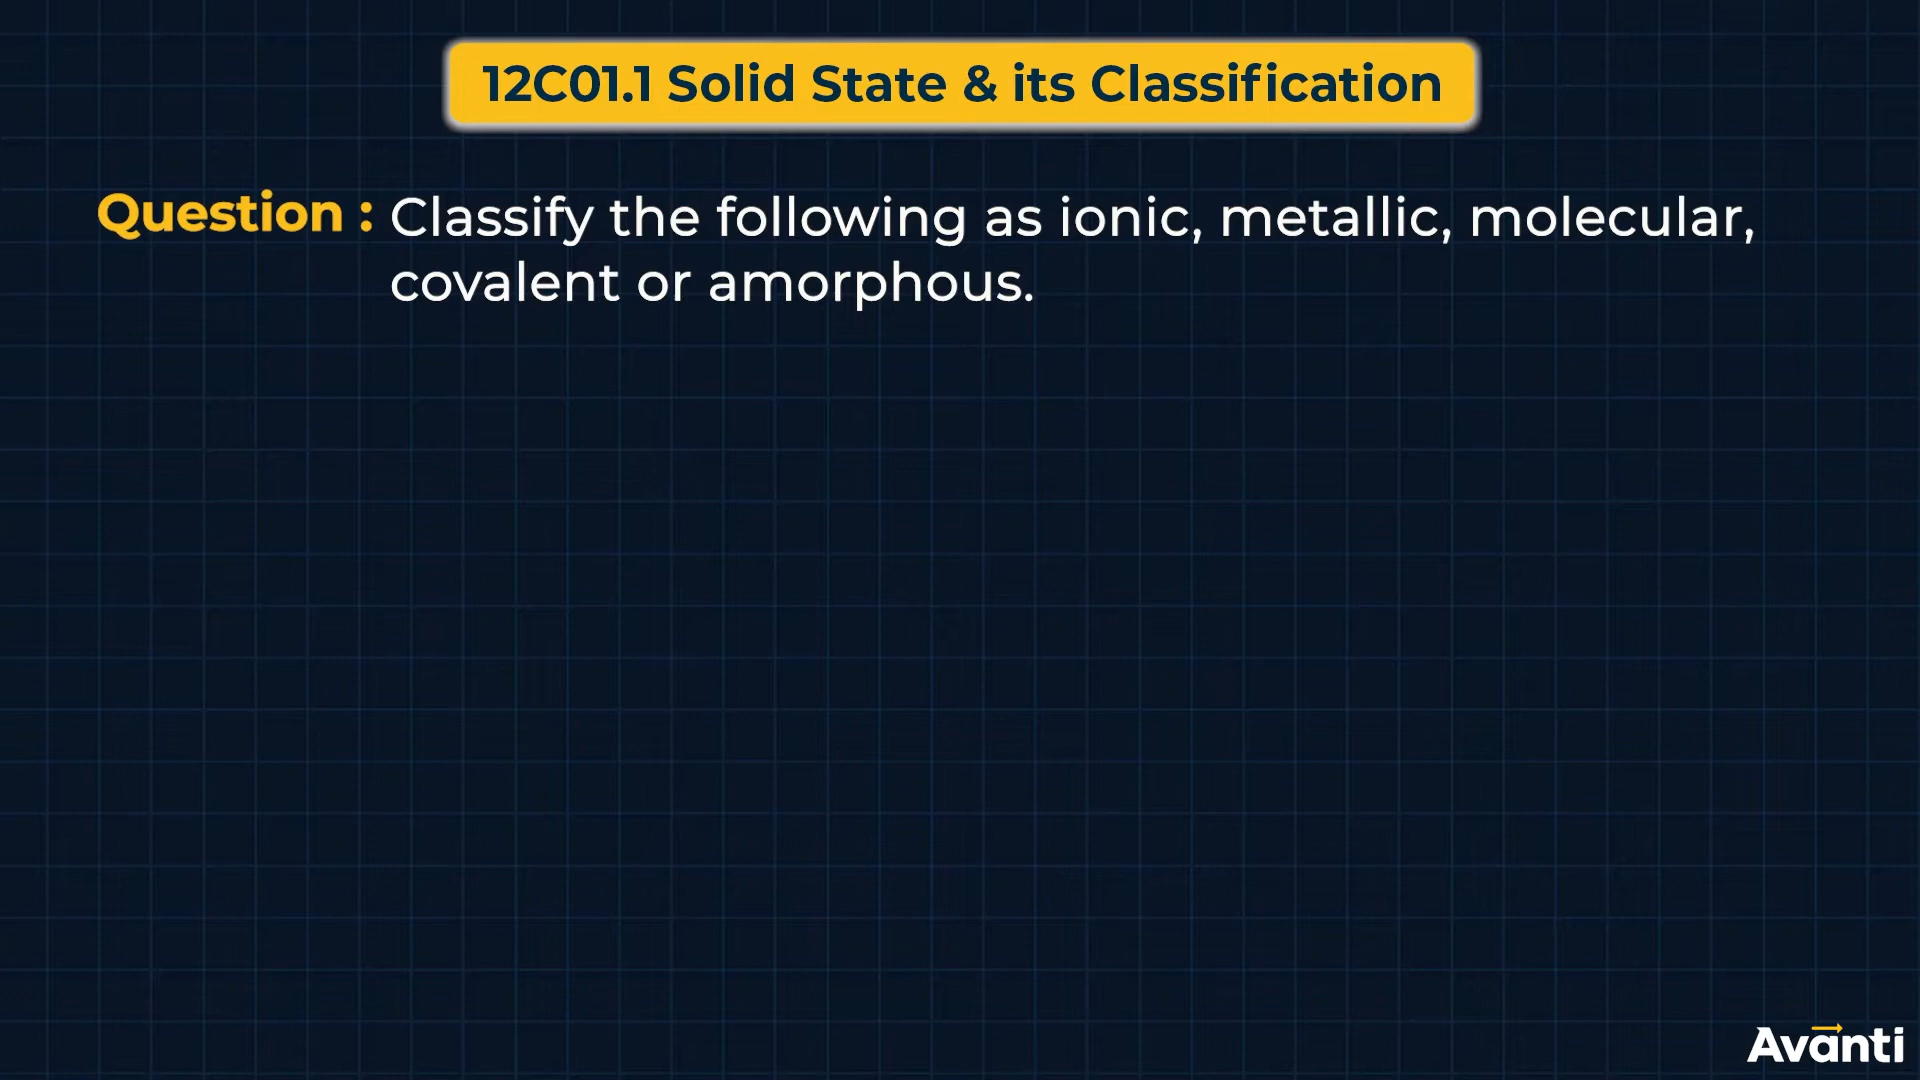 12C01.1 Solid State & its Classification
Question : Classify the following as ionic, metallic, molecular,
covalent or amorphous.
Avanti